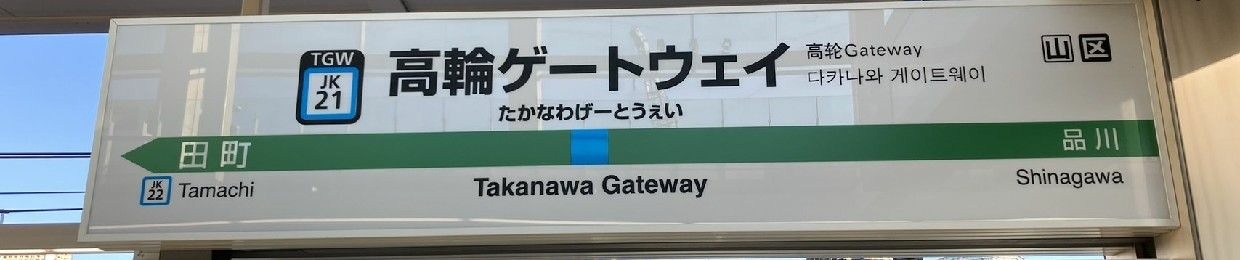 TGW
JK
21
高輪ゲートウェイ
たかなわげーとうぇい
高轮Gateway
다카나와 게이트웨이
山 区
田町
品川
JK
22
Tamachi
Takanawa Gateway
Shinagawa